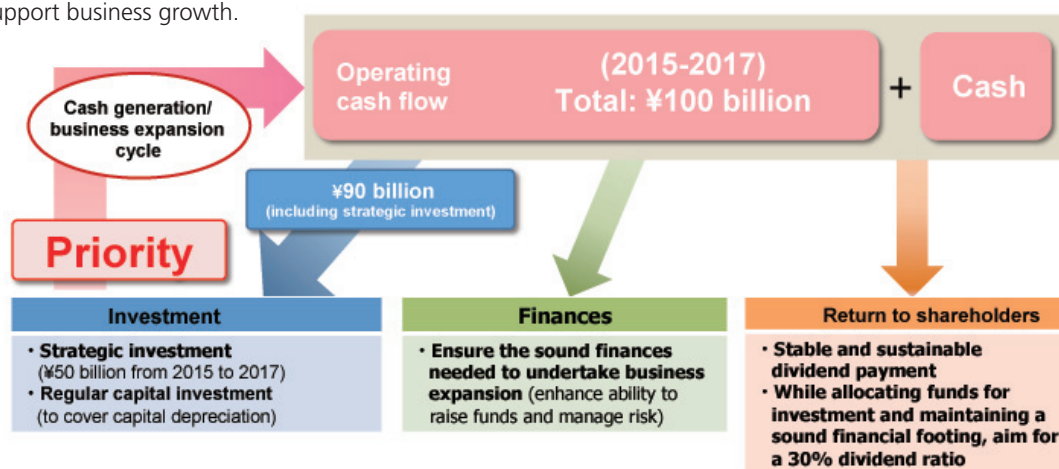 upport business growth.
Operating
cash flow
(2015-2017)
Total: ¥100 billion
+
Cash
Cash generation/
business expansion
cycle
¥90 billion
(including strategic investment)
Priority
Investment
・Strategic investment
(¥50 billion from 2015 to 2017)
・Regular capital investment
(to cover capital depreciation)
Finances
・Ensure the sound finances
needed to undertake business
expansion (enhance ability to
raise funds and manage risk)
Return to shareholders
・Stable and sustainable
dividend payment
・While allocating funds for
investment and maintaining a
sound financial footing, aim for
a 30% dividend ratio